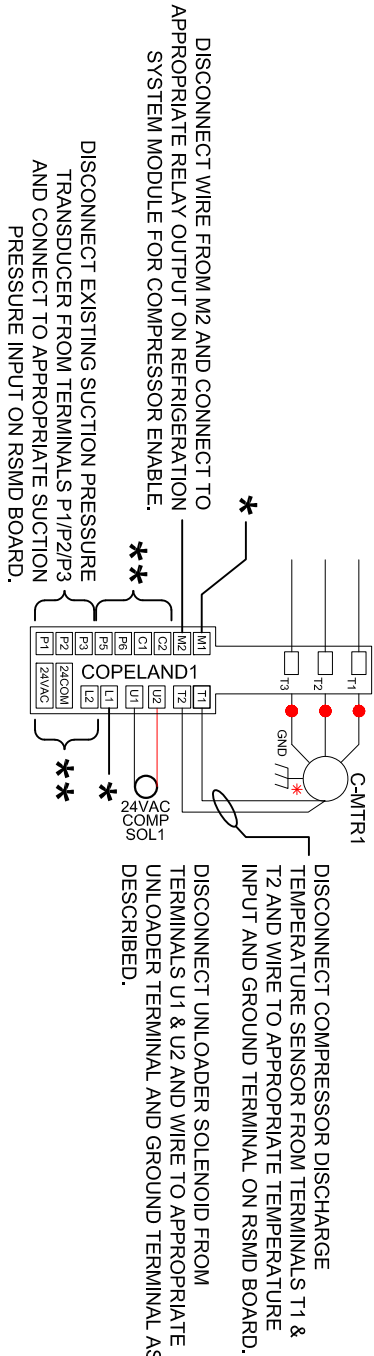 DISCONNECT WIRE FROM M2 AND CONNECT TO
APPROPRIATE RELAY OUTPUT ON REFRIGERATION
SYSTEM MODULE FOR COMPRESSOR ENABLE.
DISCONNECT EXISTING SUCTION PRESSURE
TRANSDUCER FROM TERMINALS P1/P2/P3
AND CONNECT TO APPROPRIATE SUCTION
PRESSURE INPUT ON RSMD BOARD.
*
**
M1
M2
C2
C1
P6
P5
P3
P2
P1
COPELAND1
T1
T2
U2
U1
L1
L2
24COM
24VAC
*
**
T1
T2
T3
GND
*
C-MTR1
24VAC
COMP
SOL1
DISCONNECT COMPRESSOR DISCHARGE
TEMPERATURE SENSOR FROM TERMINALS T1 &
T2 AND WIRE TO APPROPRIATE TEMPERATURE
INPUT AND GROUND TERMINAL ON RSMD BOARD.
DISCONNECT UNLOADER SOLENOID FROM
TERMINALS U1 & U2 AND WIRE TO APPROPRIATE
UNLOADER TERMINAL AND GROUND TERMINAL AS
DESCRIBED.